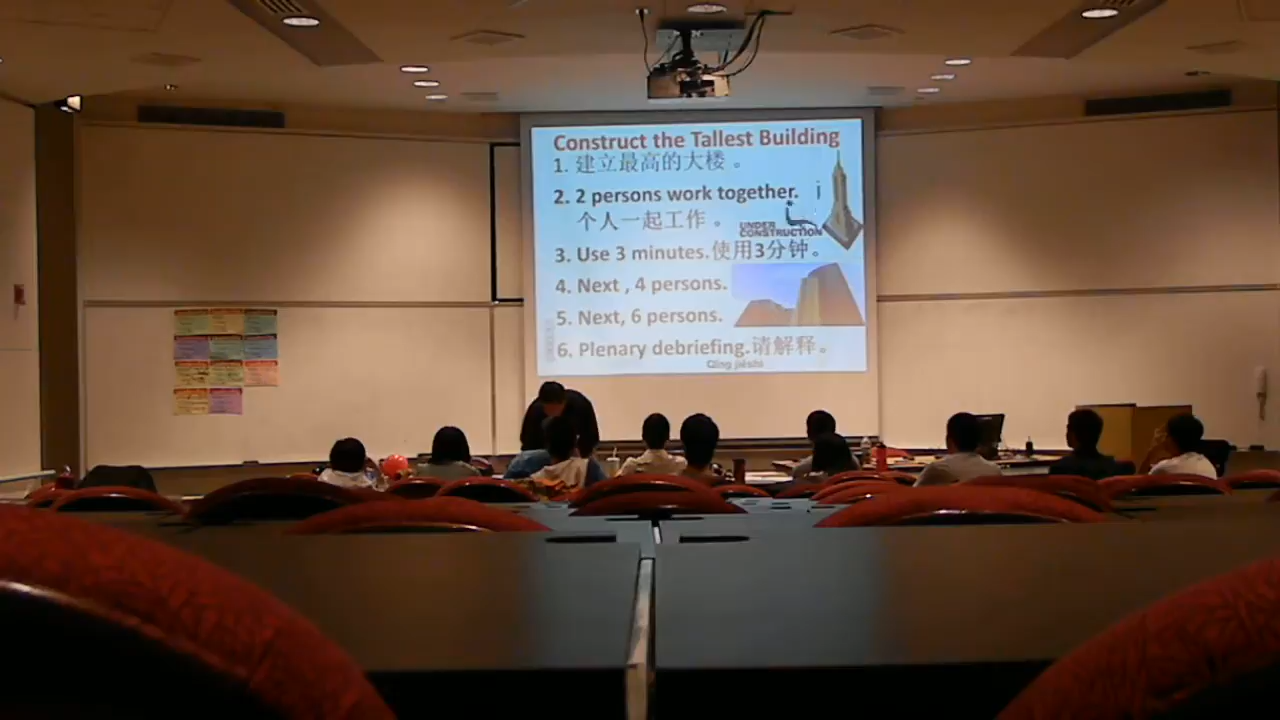 Construct the Tallest Building
1. 建立最高的大楼 。
2. 2 persons work together.
个人一起工作 。
UNDER
CONSTRUCTION
3. Use 3 minutes.使用3分钟。
4. Next , 4 persons.
5. Next, 6 persons.
6. Plenary debriefing.请解释。
Qǐng jiěshì